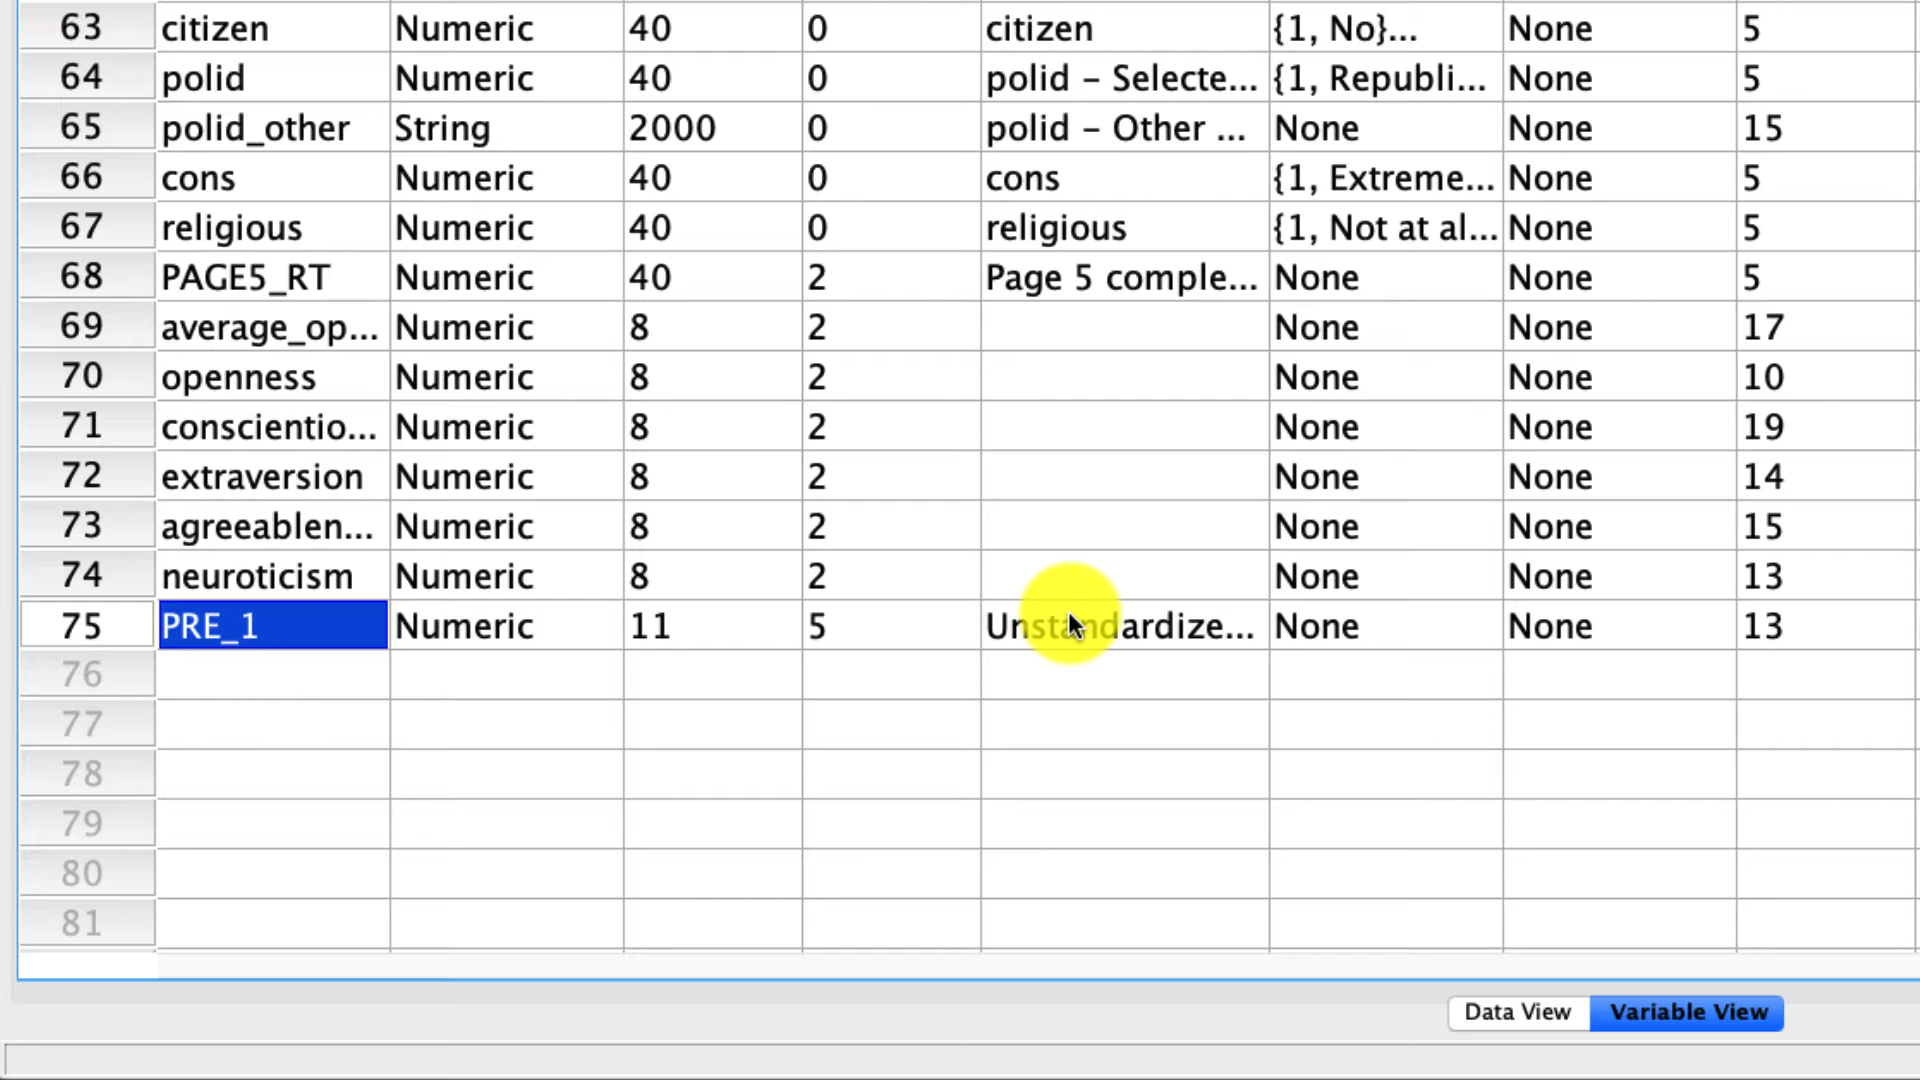 63 citizen Numeric 40 0 citizen {1, No}... None 5
64 polid Numeric 40 0 polid – Selecte... {1, Republi... None 5
65 polid_other String 2000 0 polid – Other ... None None 15
66 cons Numeric 40 0 cons {1, Extreme... None 5
67 religious Numeric 40 0 religious {1, Not at al... None 5
68 PAGE5_RT Numeric 40 2 Page 5 comple... None None 5
69 average_op... Numeric 8 2 None None 17
70 openness Numeric 8 2 None None 10
71 conscientio... Numeric 8 2 None None 19
72 extraversion Numeric 8 2 None None 14
73 agreeablen... Numeric 8 2 None None 15
74 neuroticism Numeric 8 2 None None 13
75 PRE_1 Numeric 11 5 Unstandardize... None None 13
76
77
78
79
80
81
Data View Variable View